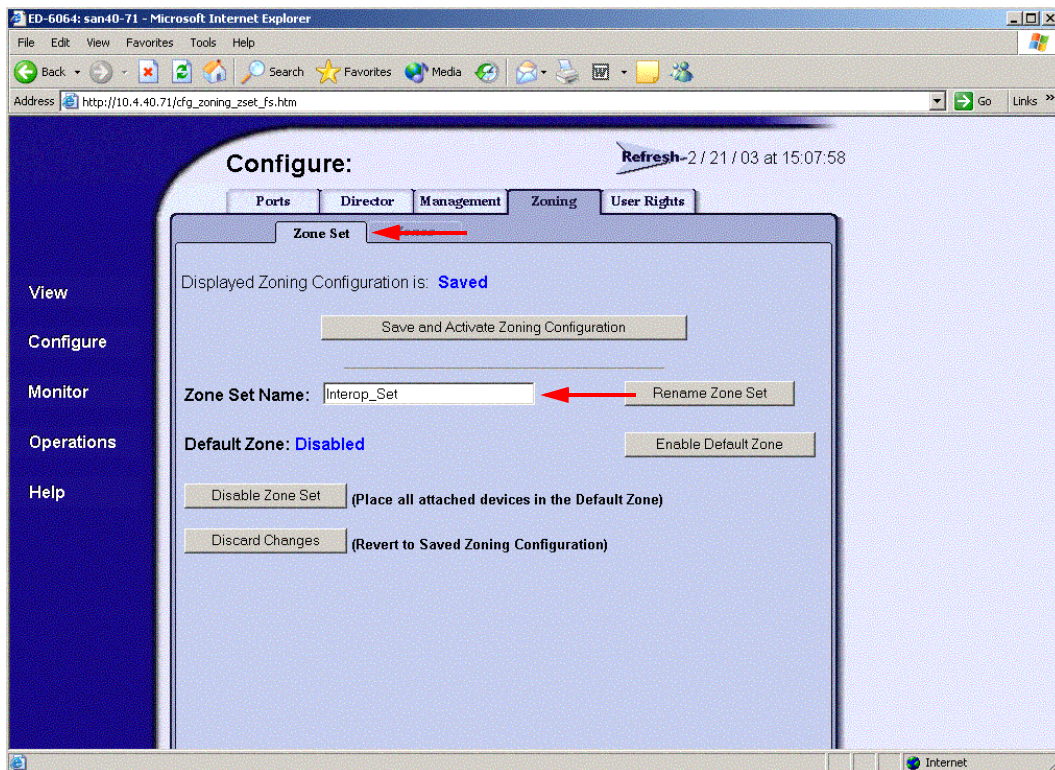 ED-6064: san40-71 - Microsoft Internet Explorer
File Edit View Favorites Tools Help
Back Search Favorites Media
Address http://10.4.40.71/cfg_zoning_zset_fs.htm Go Links »
Configure:
Refresh-2 / 21 / 03 at 15:07:58
Ports Director Management Zoning User Rights
Zone Set Zones
Displayed Zoning Configuration is: Saved
View
Save and Activate Zoning Configuration
Configure
Monitor
Zone Set Name: Interop_Set Rename Zone Set
Operations
Default Zone: Disabled Enable Default Zone
Help
Disable Zone Set (Place all attached devices in the Default Zone)
Discard Changes (Revert to Saved Zoning Configuration)
Internet